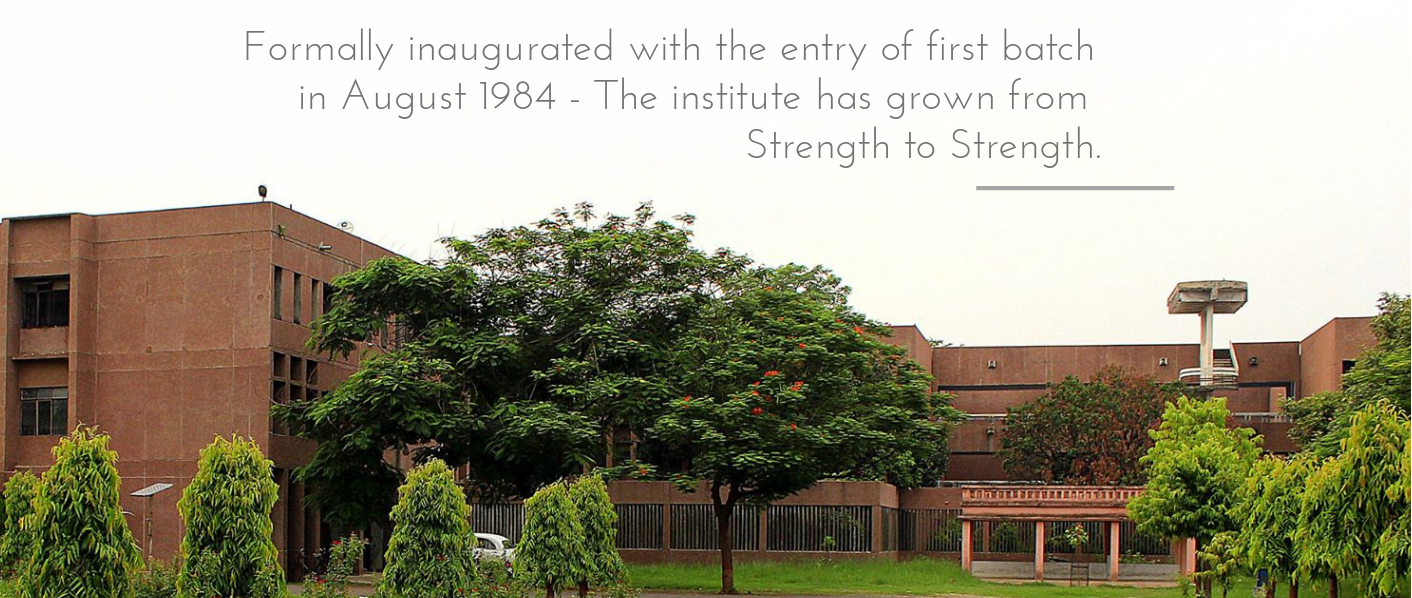 Formally inaugurated with the entry of first batch
in August 1984 - The institute has grown from
Strength to Strength.